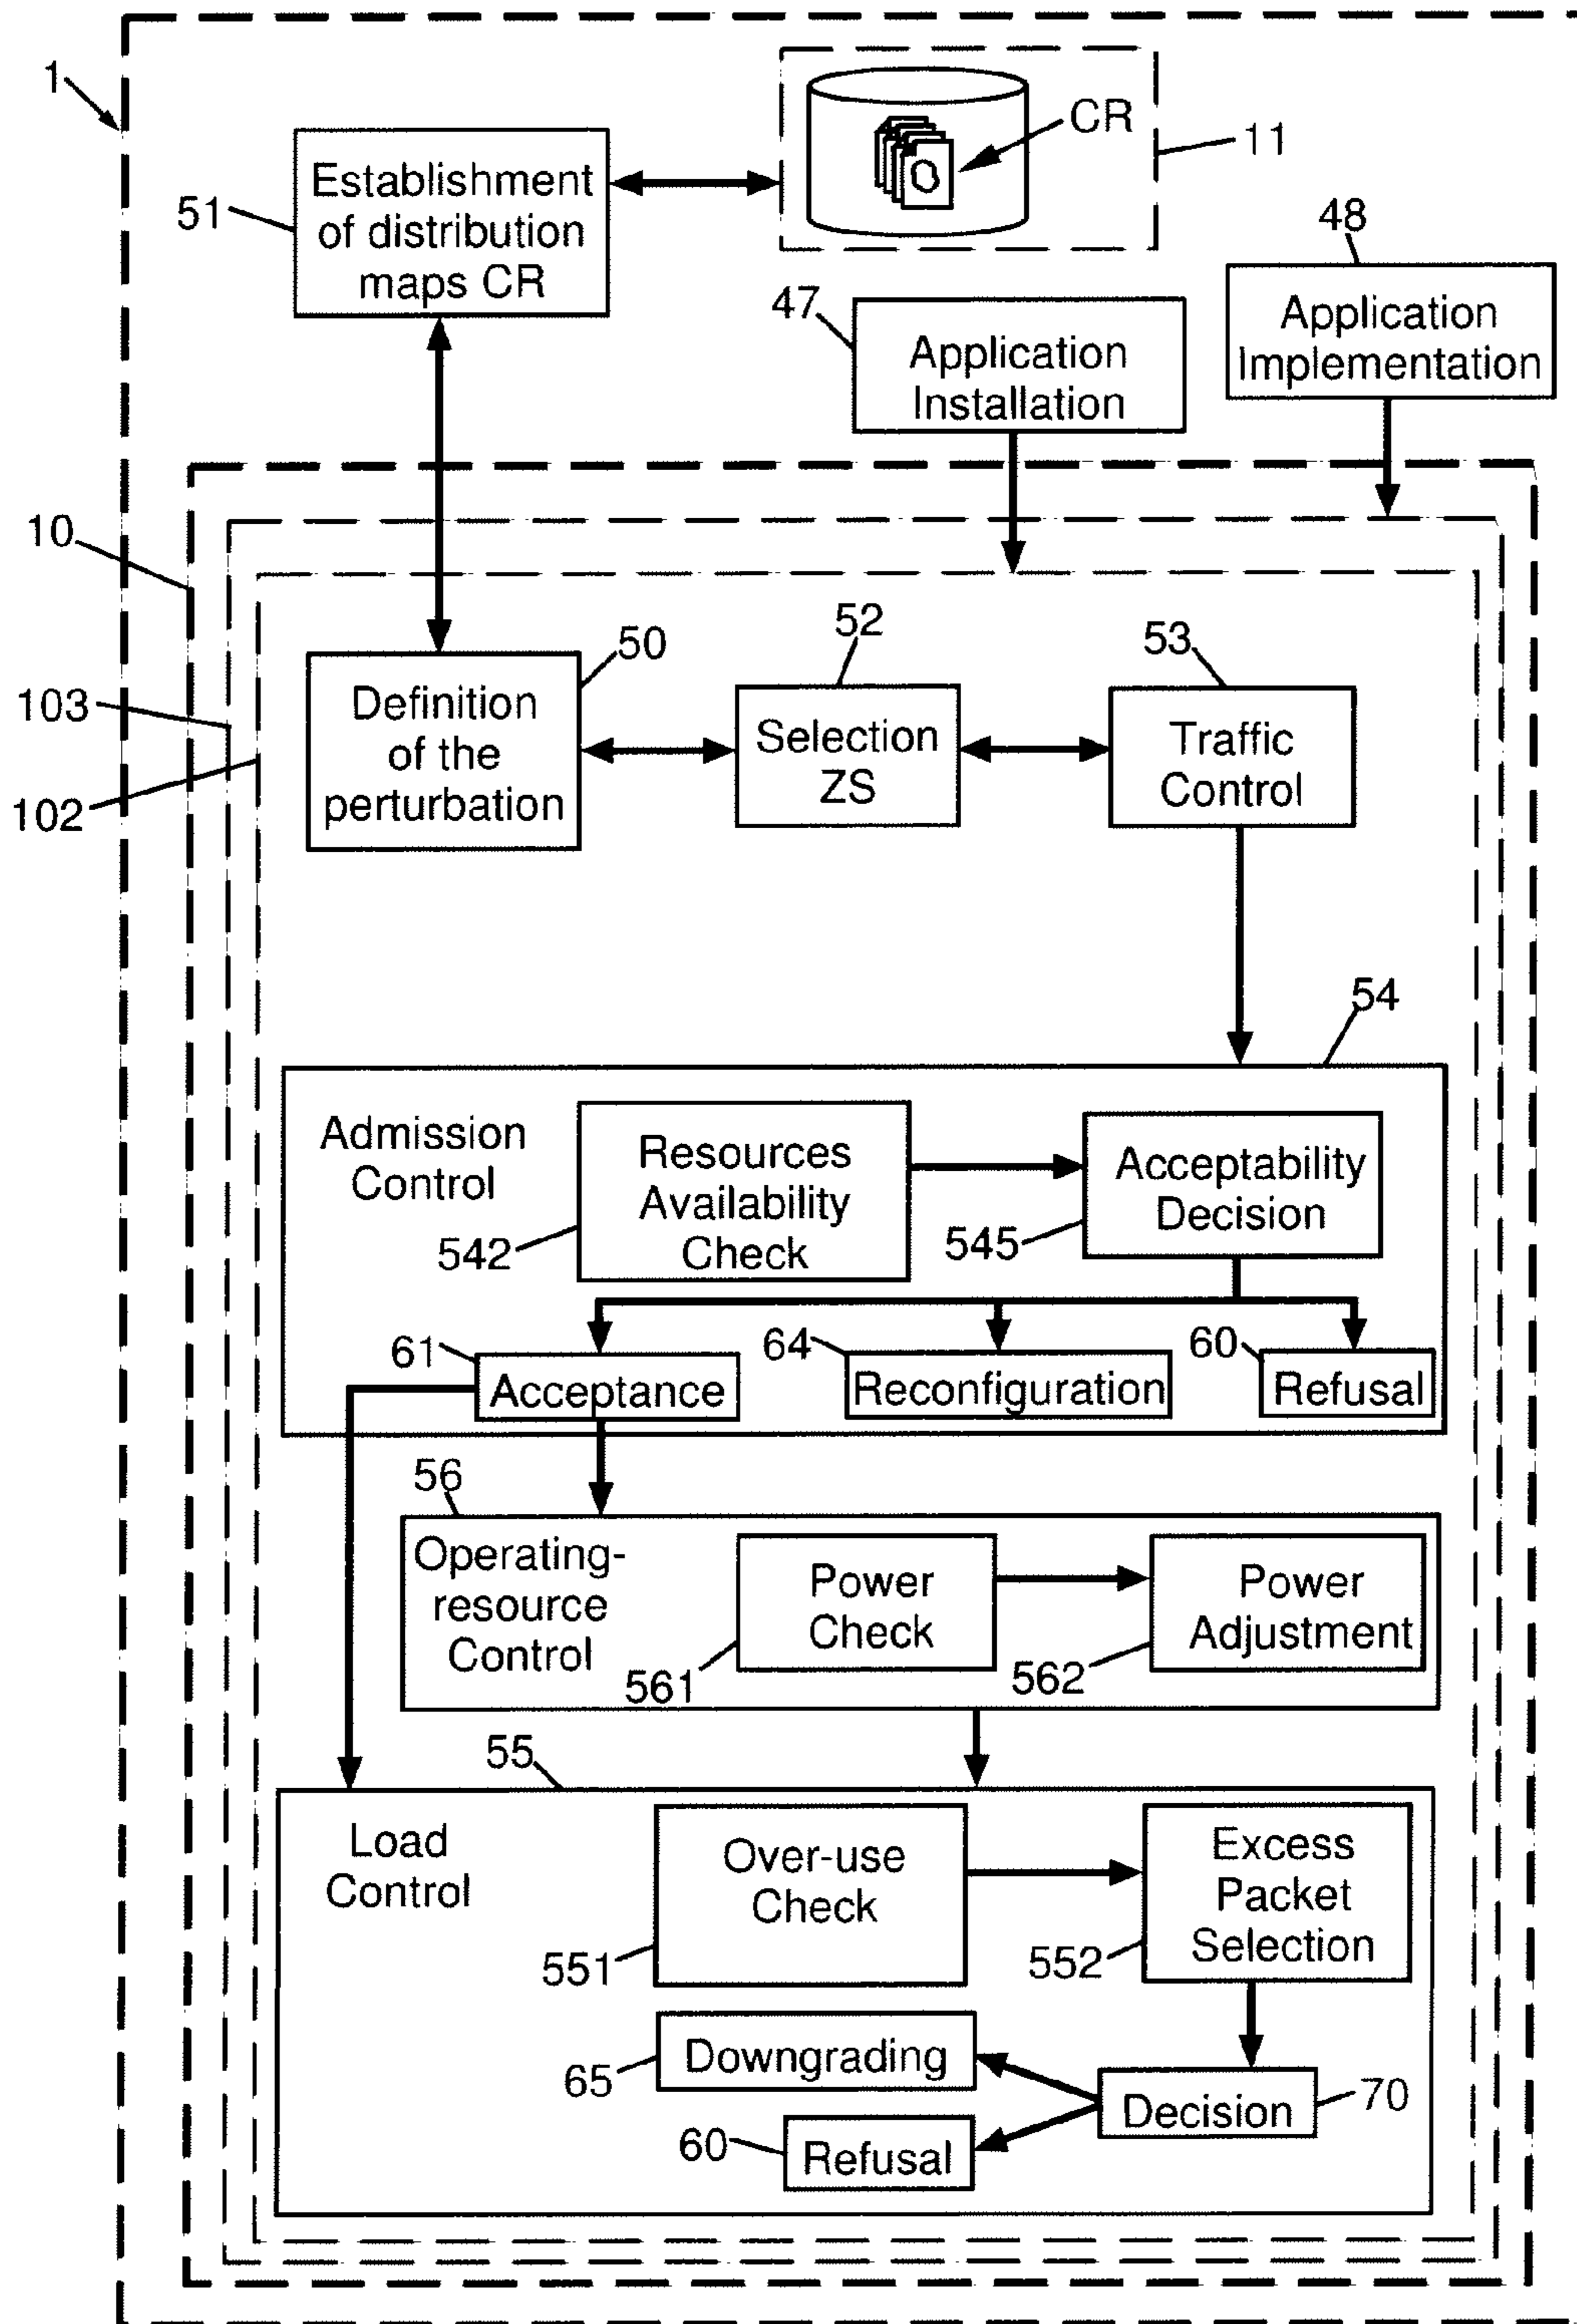 1
CR
11
Establishment
of distribution
maps CR
51
48
47
Application
Installation
Application
Implementation
10
103
102
50
52
53
Definition
of the
perturbation
Selection
ZS
Traffic
Control
54
Admission
Control
Resources
Availability
Check
542
Acceptability
Decision
545
61
Acceptance
64
Reconfiguration
60
Refusal
56
Operating-
resource
Control
Power
Check
561
Power
Adjustment
562
55
Load
Control
Over-use
Check
551
Excess
Packet
Selection
552
Downgrading
65
Decision
70
60
Refusal